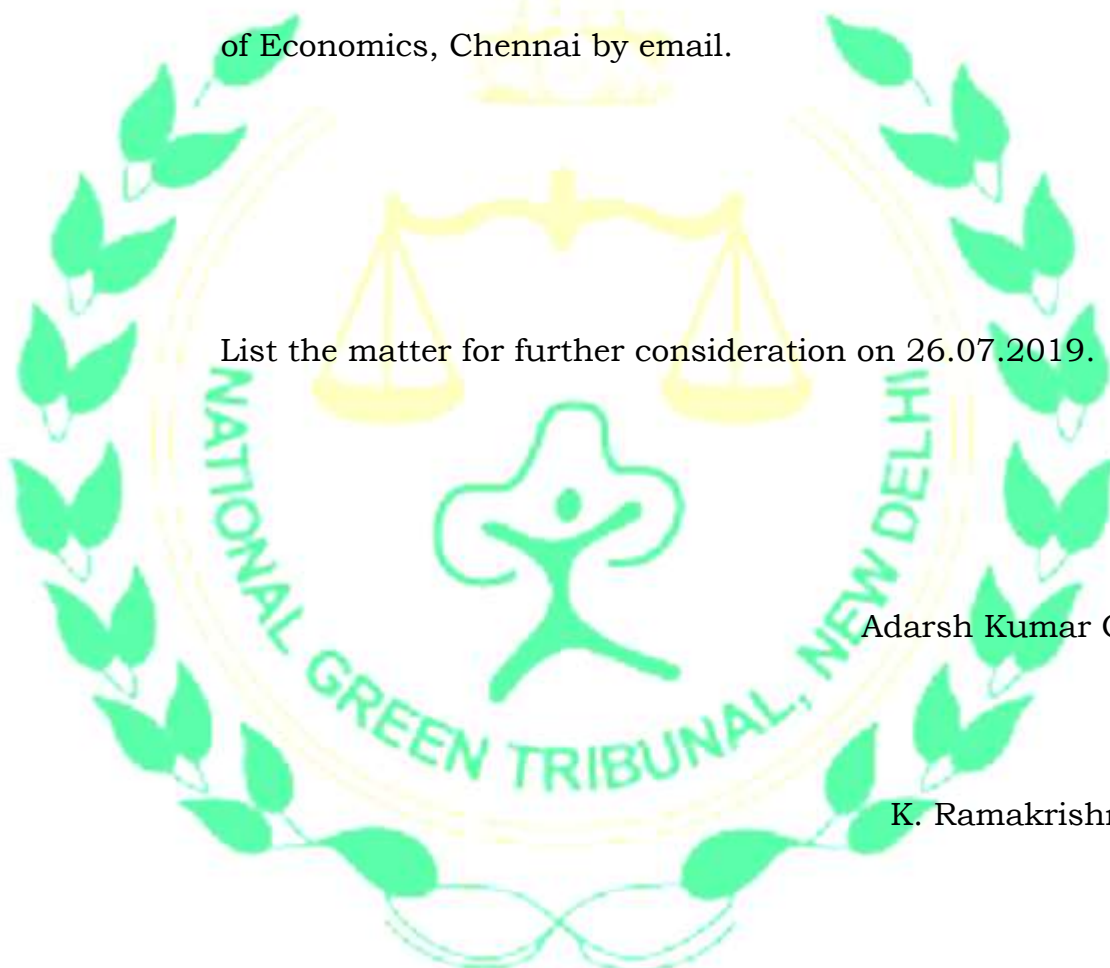 of Economics, Chennai by email.
List the matter for further consideration on 26.07.2019.
NATIONAL GREEN TRIBUNAL, NEW DELHI
Adarsh Kumar
K.